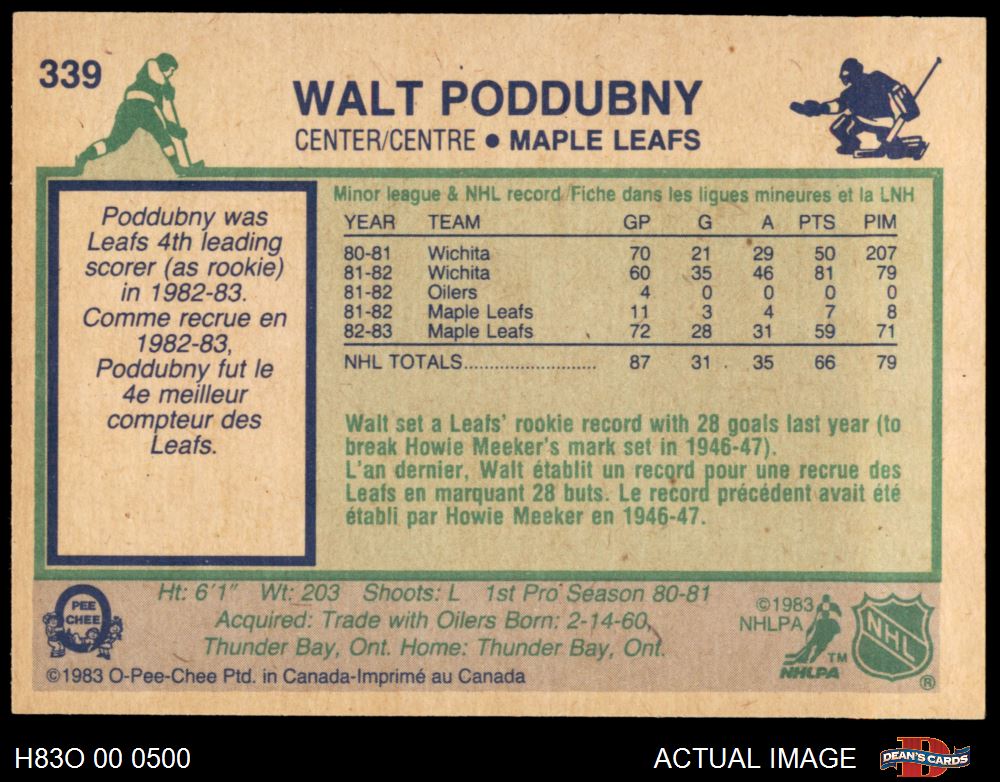 339
WALT PODDUBNY
CENTER/CENTRE • MAPLE LEAFS
Poddubny was
Leafs 4th leading
scorer (as rookie)
in 1982-83.
Comme recrue en
1982-83,
Poddubny fut le
4e meilleur
compteur des
Leafs.
Minor league & NHL record/Fiche dans les ligues mineures et la LNH
YEAR TEAM GP G A PTS PIM
80-81 Wichita 70 21 29 50 207
81-82 Wichita 60 35 46 81 79
81-82 Oilers 4 0 0 0 0
81-82 Maple Leafs 11 3 4 7 8
82-83 Maple Leafs 72 28 31 59 71
NHL TOTALS............................ 87 31 35 66 79
Walt set a Leafs' rookie record with 28 goals last year (to
break Howie Meeker's mark set in 1946-47).
L'an dernier, Walt établit un record pour une recrue des
Leafs en marquant 28 buts. Le record précédent avait été
établi par Howie Meeker en 1946-47.
Ht: 6'1" Wt: 203 Shoots: L 1st Pro Season 80-81
Acquired: Trade with Oilers Born: 2-14-60,
Thunder Bay, Ont. Home: Thunder Bay, Ont.
O
PEE
CHEE
©1983 O-Pee-Chee Ptd. in Canada-Imprimé au Canada
©1983
NHLPA
TM
NHLPA
NHL
®
H83O 00 0500
ACTUAL IMAGE
D
DEAN'S CARDS